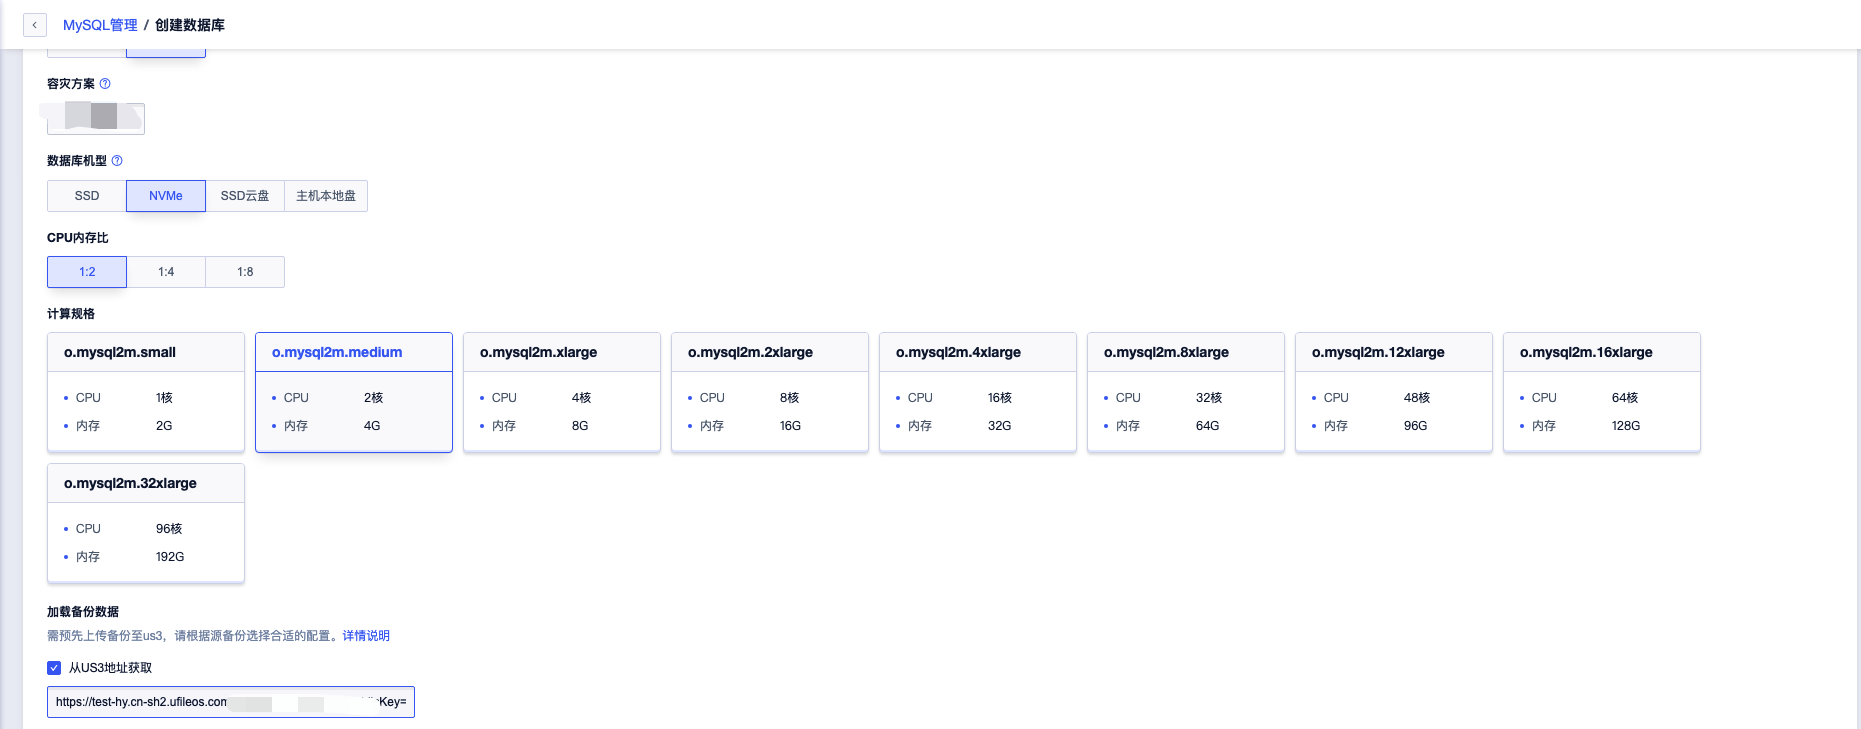 MySQL管理 / 创建数据库
容灾方案
数据库机型
SSD NVMe SSD云盘 主机本地盘
CPU内存比
1:2 1:4 1:8
计算规格
o.mysql2m.small
CPU 1核
内存 2G
o.mysql2m.medium
CPU 2核
内存 4G
o.mysql2m.xlarge
CPU 4核
内存 8G
o.mysql2m.2xlarge
CPU 8核
内存 16G
o.mysql2m.4xlarge
CPU 16核
内存 32G
o.mysql2m.8xlarge
CPU 32核
内存 64G
o.mysql2m.12xlarge
CPU 48核
内存 96G
o.mysql2m.16xlarge
CPU 64核
内存 128G
o.mysql2m.32xlarge
CPU 96核
内存 192G
加载备份数据
需预先上传备份至us3，请根据源备份选择合适的配置。详情说明
从US3地址获取
https://test-hy.cn-sh2.ufileos.com Key=